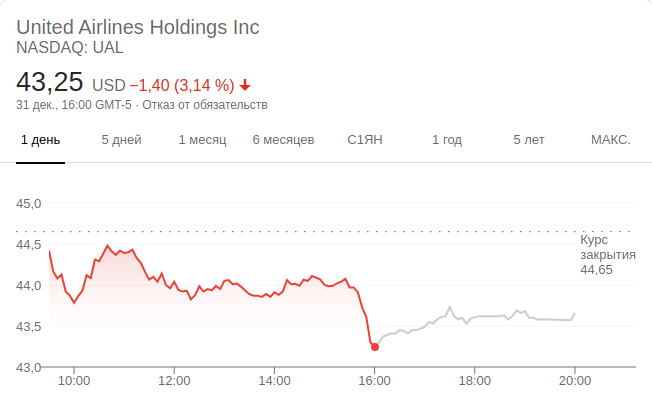 United Airlines Holdings Inc
NASDAQ: UAL
43,25 USD −1,40 (3,14 %)
31 дек., 16:00 GMT-5 · Отказ от обязательств
1 день 5 дней 1 месяц 6 месяцев С1ЯН 1 год 5 лет МАКС.
45,0
44,5
44,0
43,5
43,0
Курс
закрытия
44,65
10:00 12:00 14:00 16:00 18:00 20:00